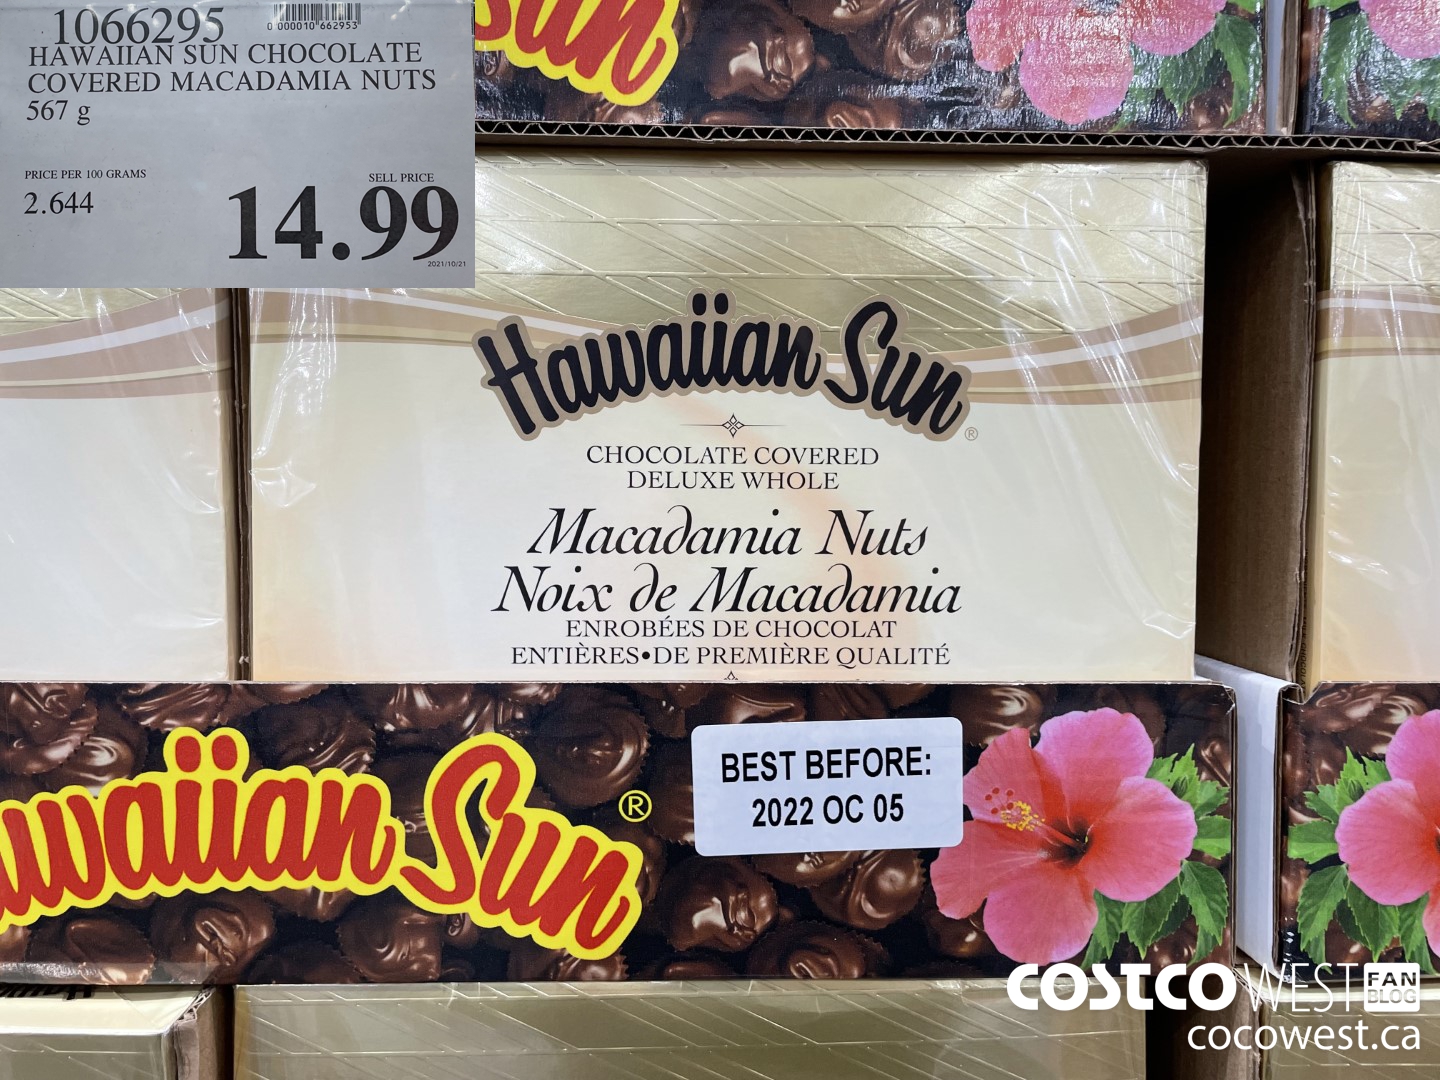 1066295
0 000010 662953
HAWAIIAN SUN CHOCOLATE
COVERED MACADAMIA NUTS
567 g
PRICE PER 100 GRAMS
2.644
SELL PRICE
14.99
2021/10/21
Sun
Hawaiian Sun®
CHOCOLATE COVERED
DELUXE WHOLE
Macadamia Nuts
Noix de Macadamia
ENROBÉES DE CHOCOLAT
ENTIÈRES•DE PREMIÈRE QUALITÉ
awaiian Sun®
BEST BEFORE:
2022 OC 05
COSTCO WEST FAN
BLOG
cocowest.ca